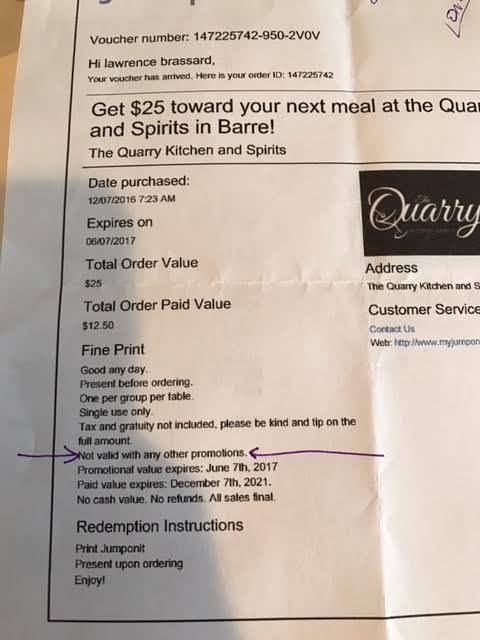 Voucher number: 147225742-950-2V0V
Hi lawrence brassard,
Your voucher has arrived. Here is your order ID: 147225742
Get $25 toward your next meal at the Quar
and Spirits in Barre!
The Quarry Kitchen and Spirits
Date purchased:
12/07/2016 7:23 AM
Expires on
06/07/2017
Total Order Value
$25
Total Order Paid Value
$12.50
Fine Print
Good any day.
Present before ordering.
One per group per table.
Single use only.
Tax and gratuity not included, please be kind and tip on the
full amount.
Not valid with any other promotions.
Promotional value expires: June 7th, 2017
Paid value expires: December 7th, 2021.
No cash value. No refunds. All sales final.
Redemption Instructions
Print Jumponit
Present upon ordering
Enjoy!
The
Quarry
Address
The Quarry Kitchen and S
Customer Service
Contact Us
Web: http://www.myjumpon